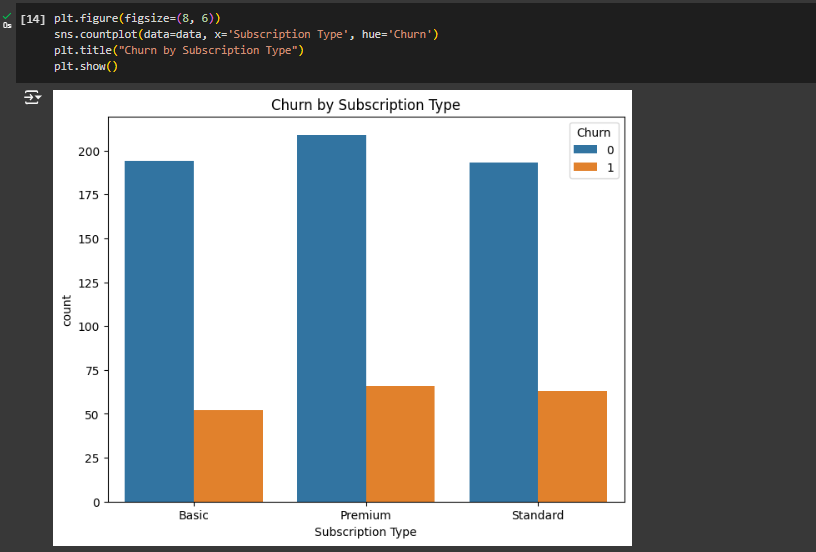 0s
[14] plt.figure(figsize=(8, 6))
sns.countplot(data=data, x='Subscription Type', hue='Churn')
plt.title("Churn by Subscription Type")
plt.show()
Churn by Subscription Type
Churn
0
1
200
175
150
125
100
75
50
25
0
count
Basic Premium Standard
Subscription Type